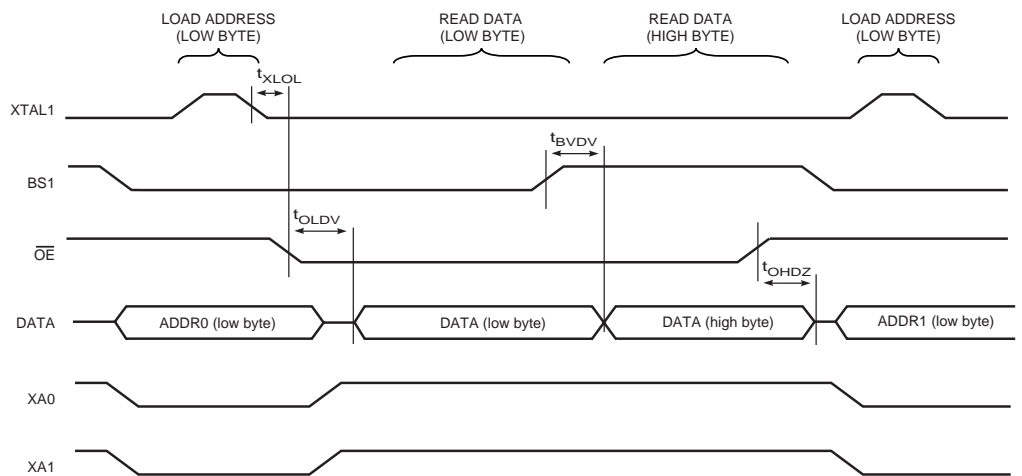 LOAD ADDRESS
(LOW BYTE)
READ DATA
(LOW BYTE)
READ DATA
(HIGH BYTE)
LOAD ADDRESS
(LOW BYTE)
tXLOL
XTAL1
tBVDV
BS1
tOLDV
OE
tOHDZ
DATA
ADDR0 (low byte)
DATA (low byte)
DATA (high byte)
ADDR1 (low byte)
XA0
XA1